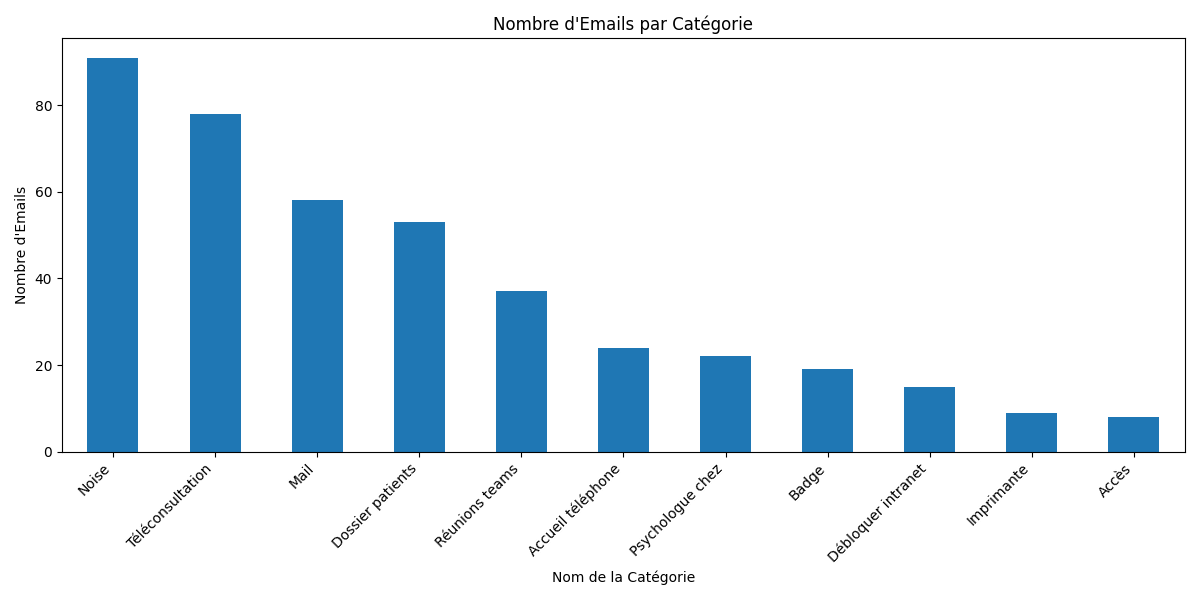 Nombre d'Emails par Catégorie
Nombre d'Emails
80
60
40
20
0
Noise
Téléconsultation
Mail
Dossier patients
Réunions teams
Accueil téléphone
Psychologue chez
Badge
Débloquer intranet
Imprimante
Accès
Nom de la Catégorie